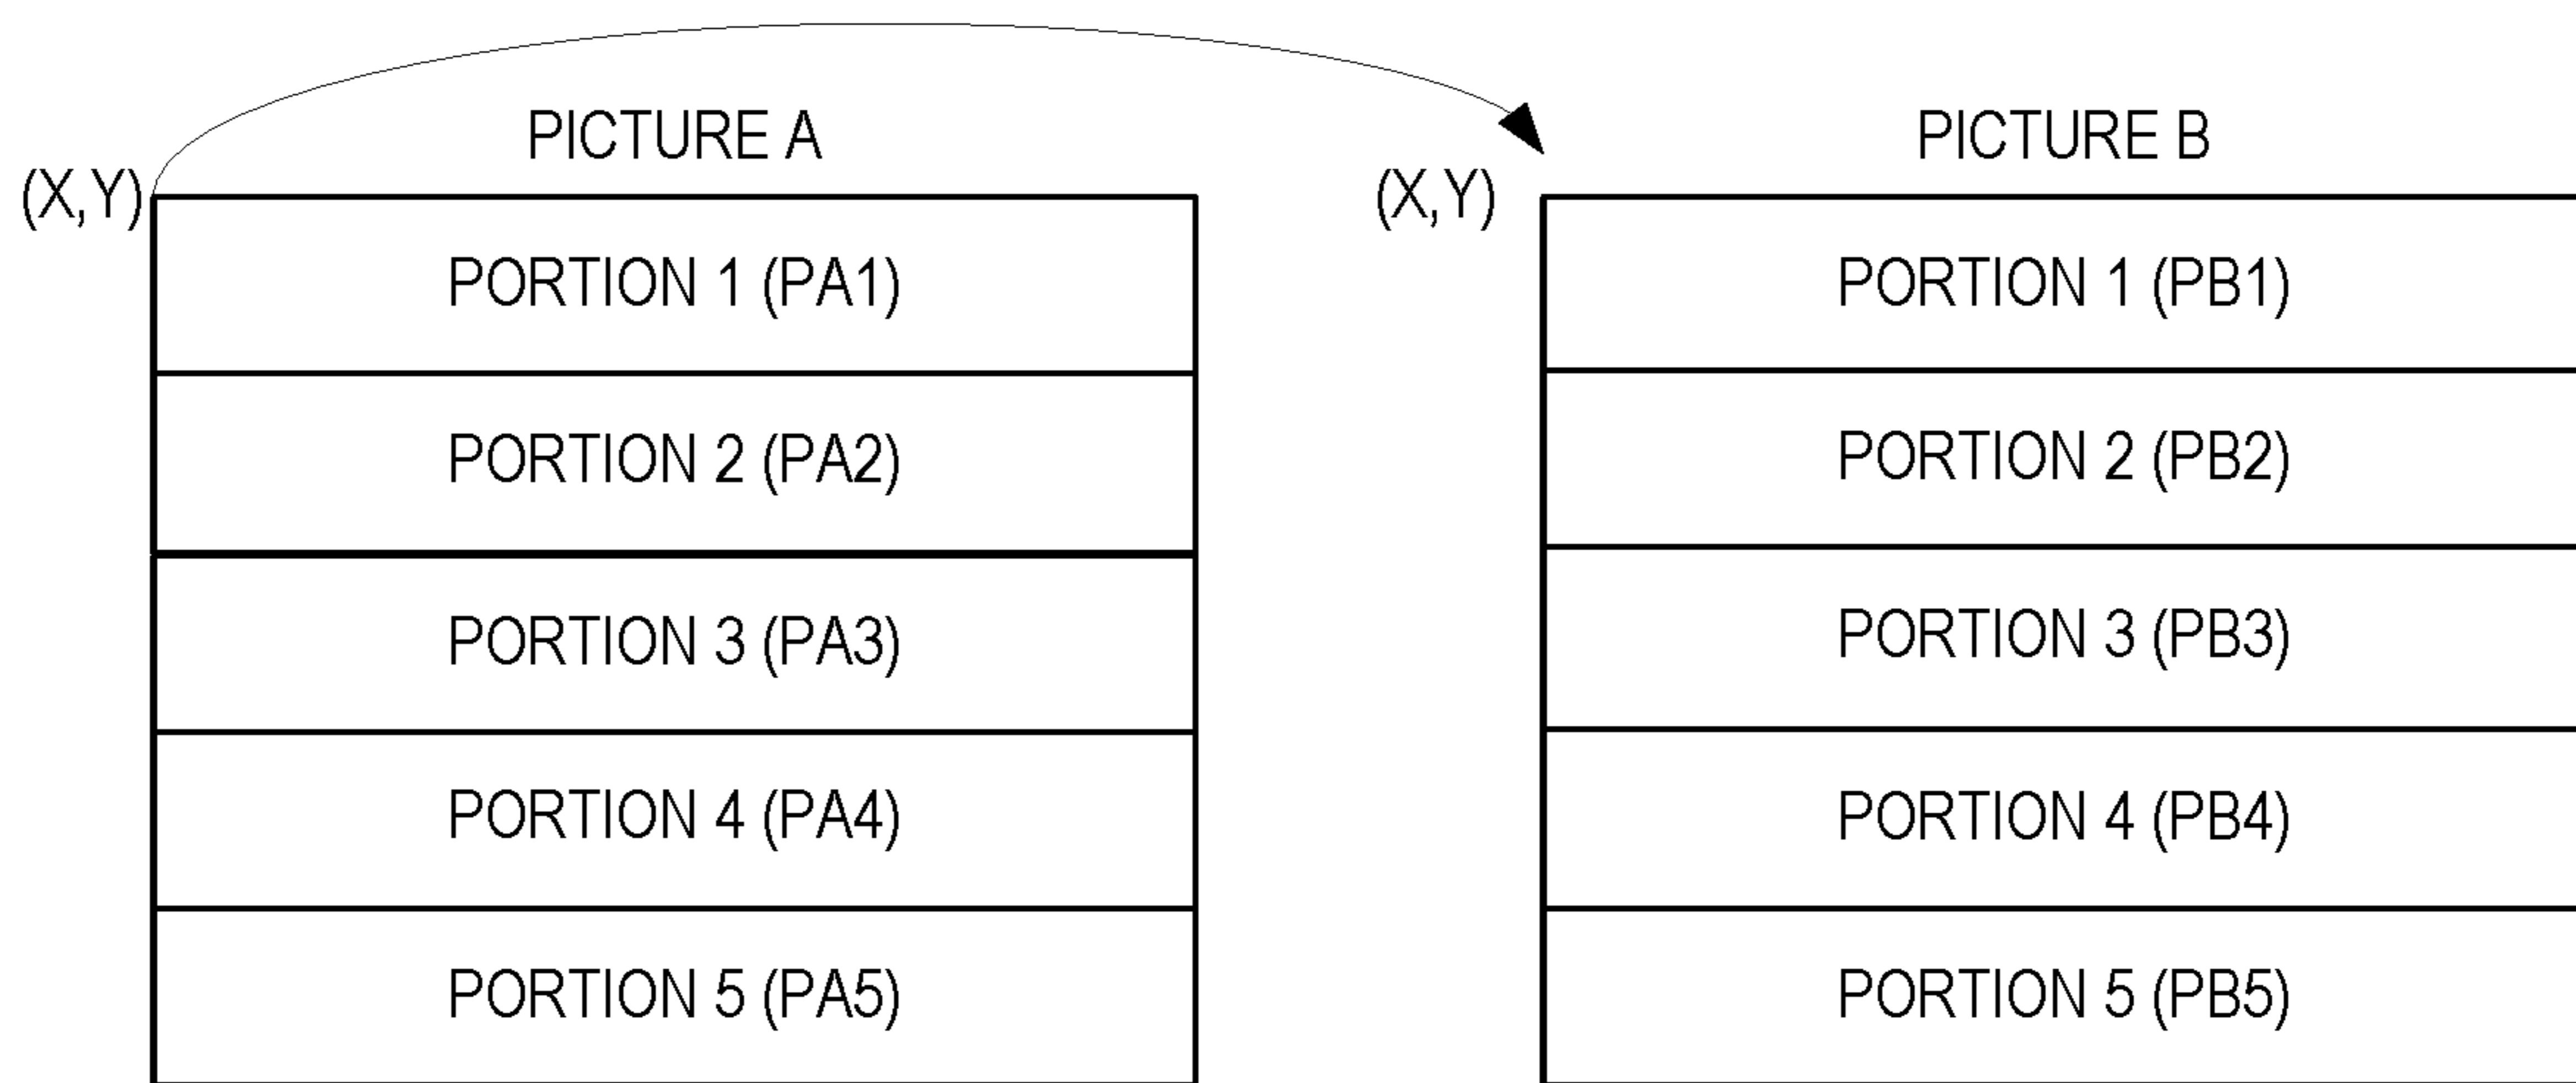 PICTURE A
(X,Y)
PORTION 1 (PA1)
PORTION 2 (PA2)
PORTION 3 (PA3)
PORTION 4 (PA4)
PORTION 5 (PA5)
PICTURE B
(X,Y)
PORTION 1 (PB1)
PORTION 2 (PB2)
PORTION 3 (PB3)
PORTION 4 (PB4)
PORTION 5 (PB5)